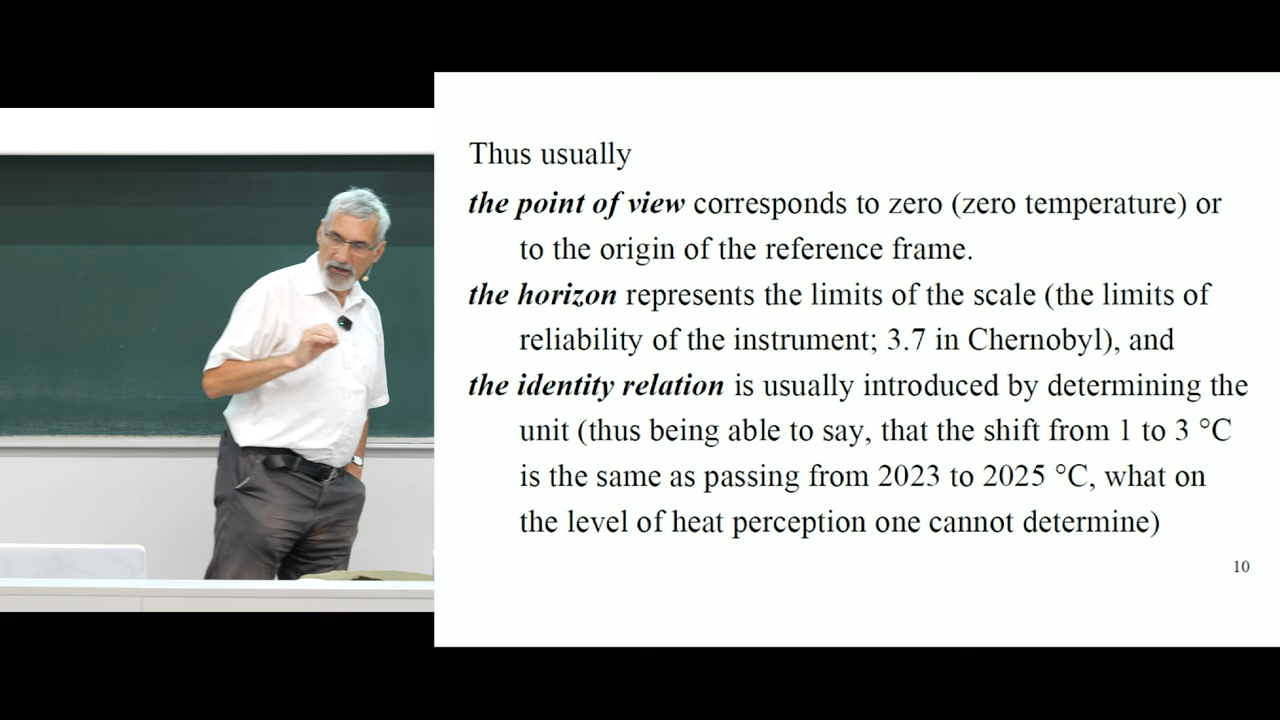 Thus usually
the point of view corresponds to zero (zero temperature) or
to the origin of the reference frame.
the horizon represents the limits of the scale (the limits of
reliability of the instrument; 3.7 in Chernobyl), and
the identity relation is usually introduced by determining the
unit (thus being able to say, that the shift from 1 to 3 °C
is the same as passing from 2023 to 2025 °C, what on
the level of heat perception one cannot determine)
10